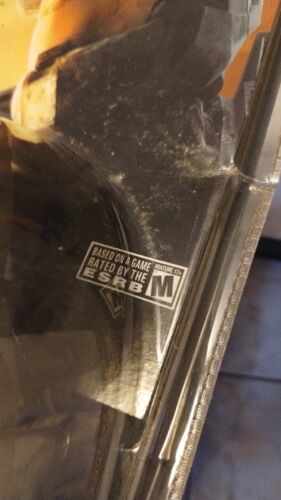 BASED ON A GAME
RATED BY THE
ESRB
MATURE 17+
M